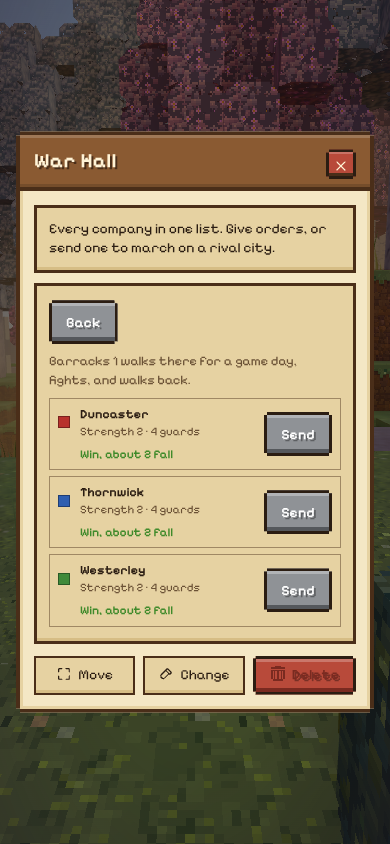 War Hall
Every company in one list. Give orders, or
send one to march on a rival city.
Back
Barracks 1 walks there for a game day,
fights, and walks back.
Duncaster
Strength 2 · 4 guards
Win, about 2 fall
Send
Thornwick
Strength 2 · 4 guards
Win, about 2 fall
Send
Westerley
Strength 2 · 4 guards
Win, about 2 fall
Send
Move
Change
Delete